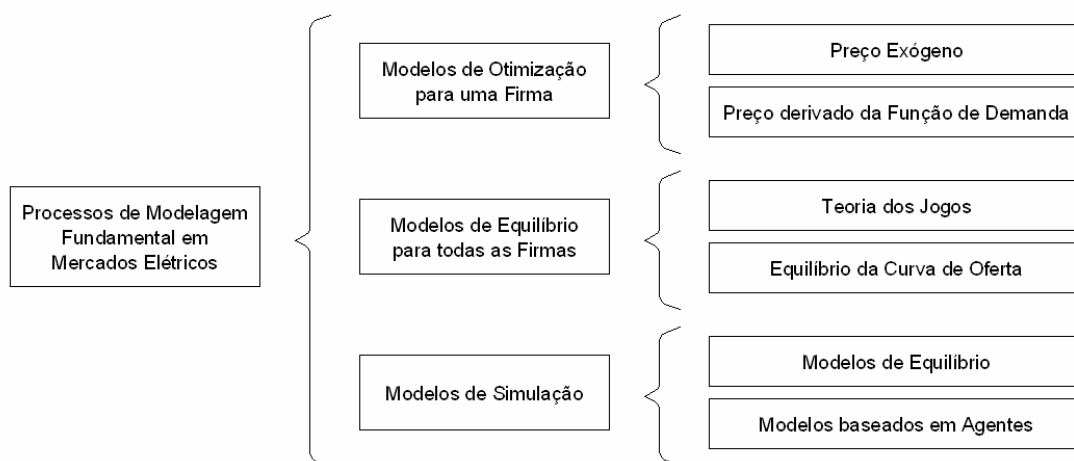 Processos de Modelagem
Fundamental em
Mercados Elétricos
Modelos de Otimização
para uma Firma
Preço Exógeno
Preço derivado da Função de Demanda
Modelos de Equilíbrio
para todas as Firmas
Teoria dos Jogos
Equilíbrio da Curva de Oferta
Modelos de Simulação
Modelos de Equilíbrio
Modelos baseados em Agentes